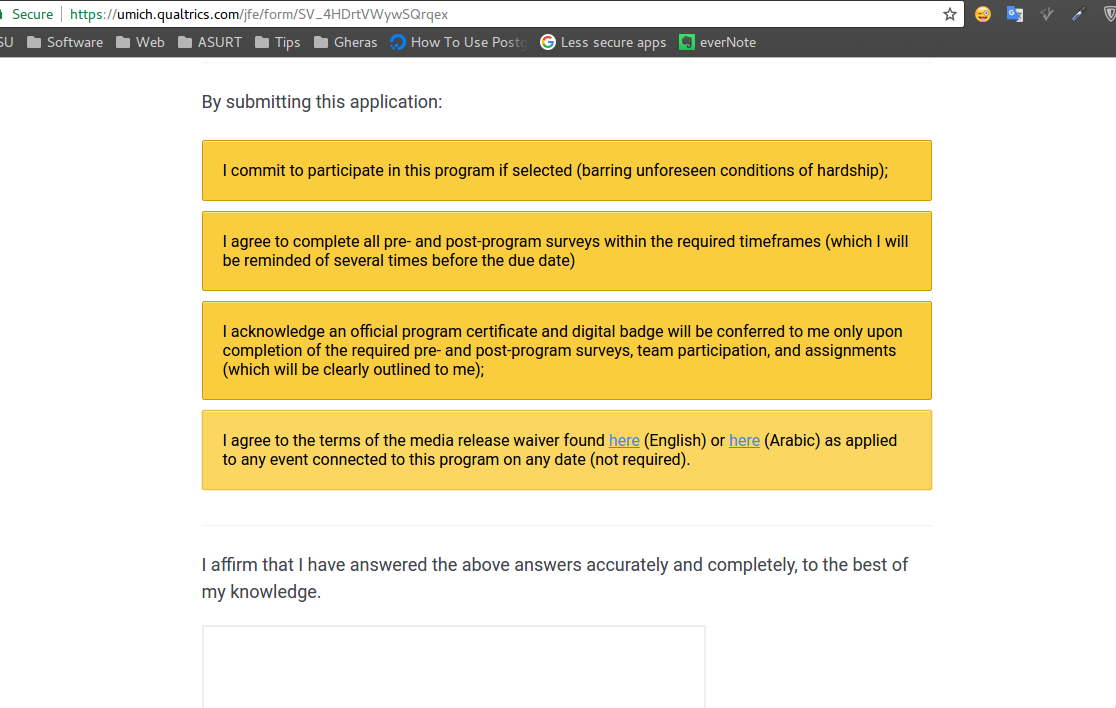 Secure https://umich.qualtrics.com/jfe/form/SV_4HDrtVWywSQrqex
SU Software Web ASURT Tips Gheras How To Use Postg Less secure apps everNote
By submitting this application:
I commit to participate in this program if selected (barring unforeseen conditions of hardship);
I agree to complete all pre- and post-program surveys within the required timeframes (which I will
be reminded of several times before the due date)
I acknowledge an official program certificate and digital badge will be conferred to me only upon
completion of the required pre- and post-program surveys, team participation, and assignments
(which will be clearly outlined to me);
I agree to the terms of the media release waiver found here (English) or here (Arabic) as applied
to any event connected to this program on any date (not required).
I affirm that I have answered the above answers accurately and completely, to the best of
my knowledge.